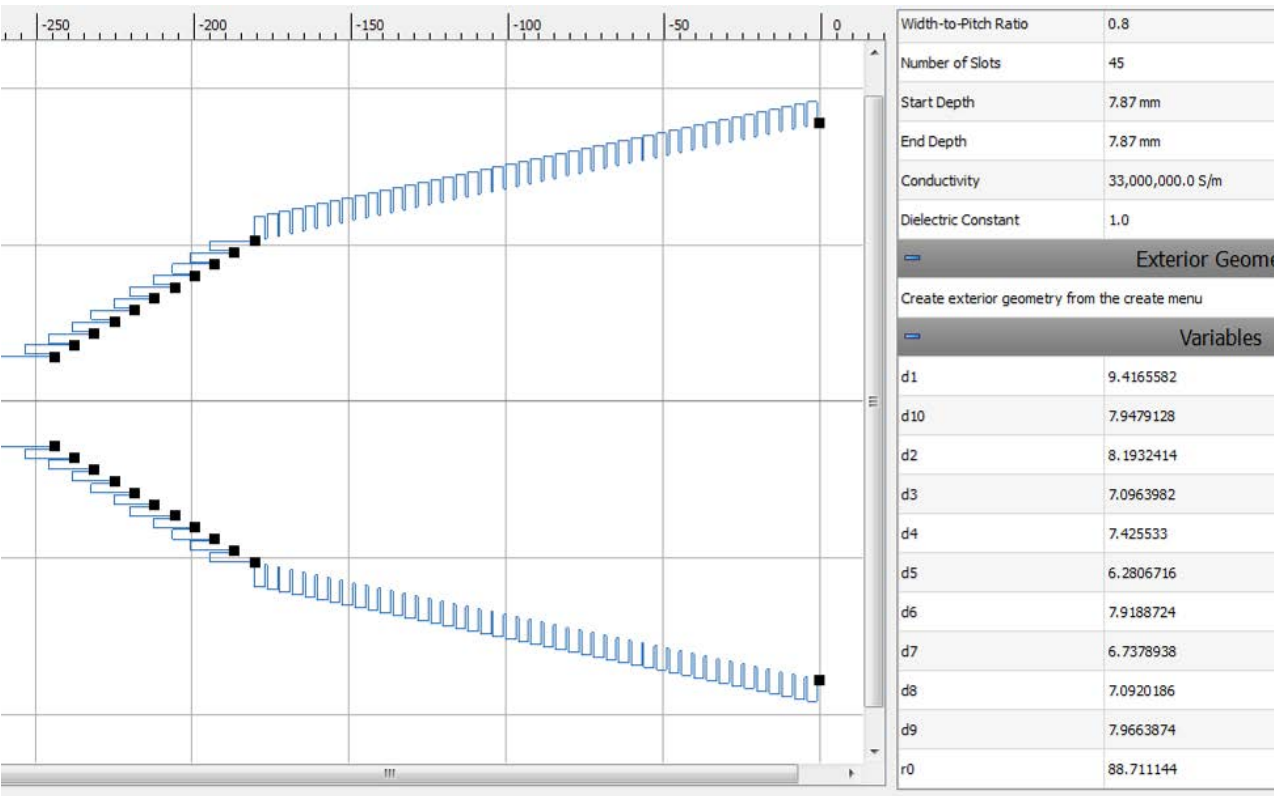 -250 -200 -150 -100 -50 0
Width-to-Pitch Ratio 0.8
Number of Slots 45
Start Depth 7.87 mm
End Depth 7.87 mm
Conductivity 33,000,000.0 S/m
Dielectric Constant 1.0
Exterior Geome
Create exterior geometry from the create menu
Variables
d1 9.4165582
d10 7.9479128
d2 8.1932414
d3 7.0963982
d4 7.425533
d5 6.2806716
d6 7.9188724
d7 6.7378938
d8 7.0920186
d9 7.9663874
r0 88.711144